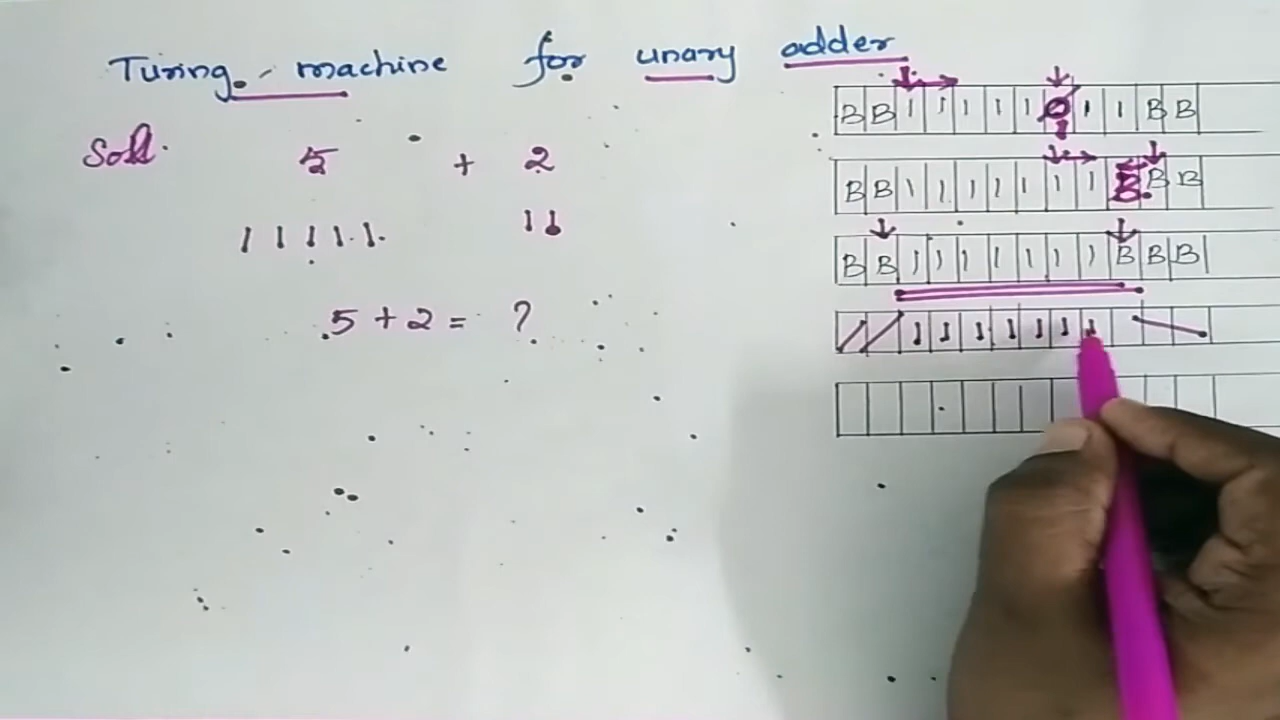 Turing machine for unary adder
Soln.
5 + 2
1 1 1 1 1 1 1
5 + 2 = ?
B B 1 1 1 1 1 0 1 1 B B
1
B B 1 1 1 1 1 1 1 B B B
B B 1 1 1 1 1 1 1 B B B
1 1 1 1 1 1 1